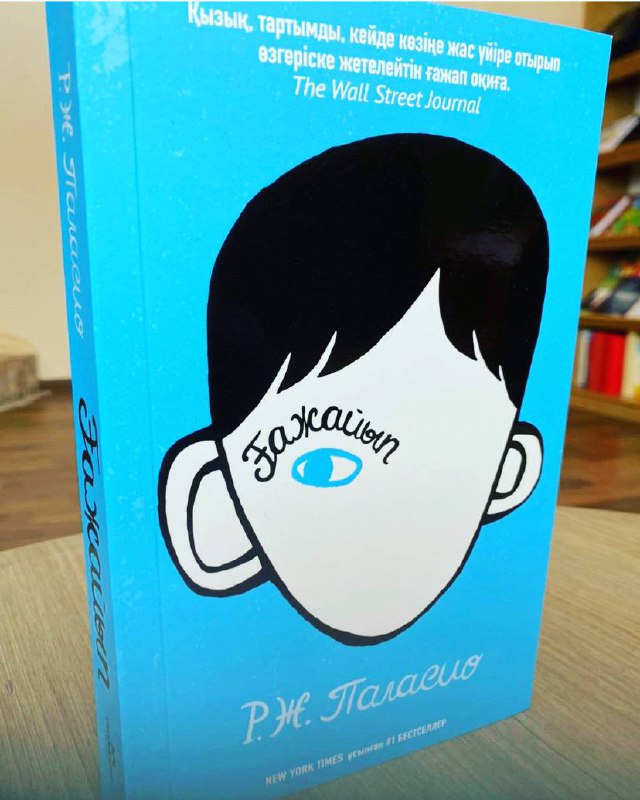 Қызық, тартымды, кейде көзіңе жас үйіре отырып
өзгеріске жетелейтін ғажап оқиға.
The Wall Street Journal
Ғажайып
Р.Ж. Паласио
NEW YORK TIMES ұсынған #1 БЕСТСЕЛЛЕР
Р.Ж. Паласио
Ғажайып